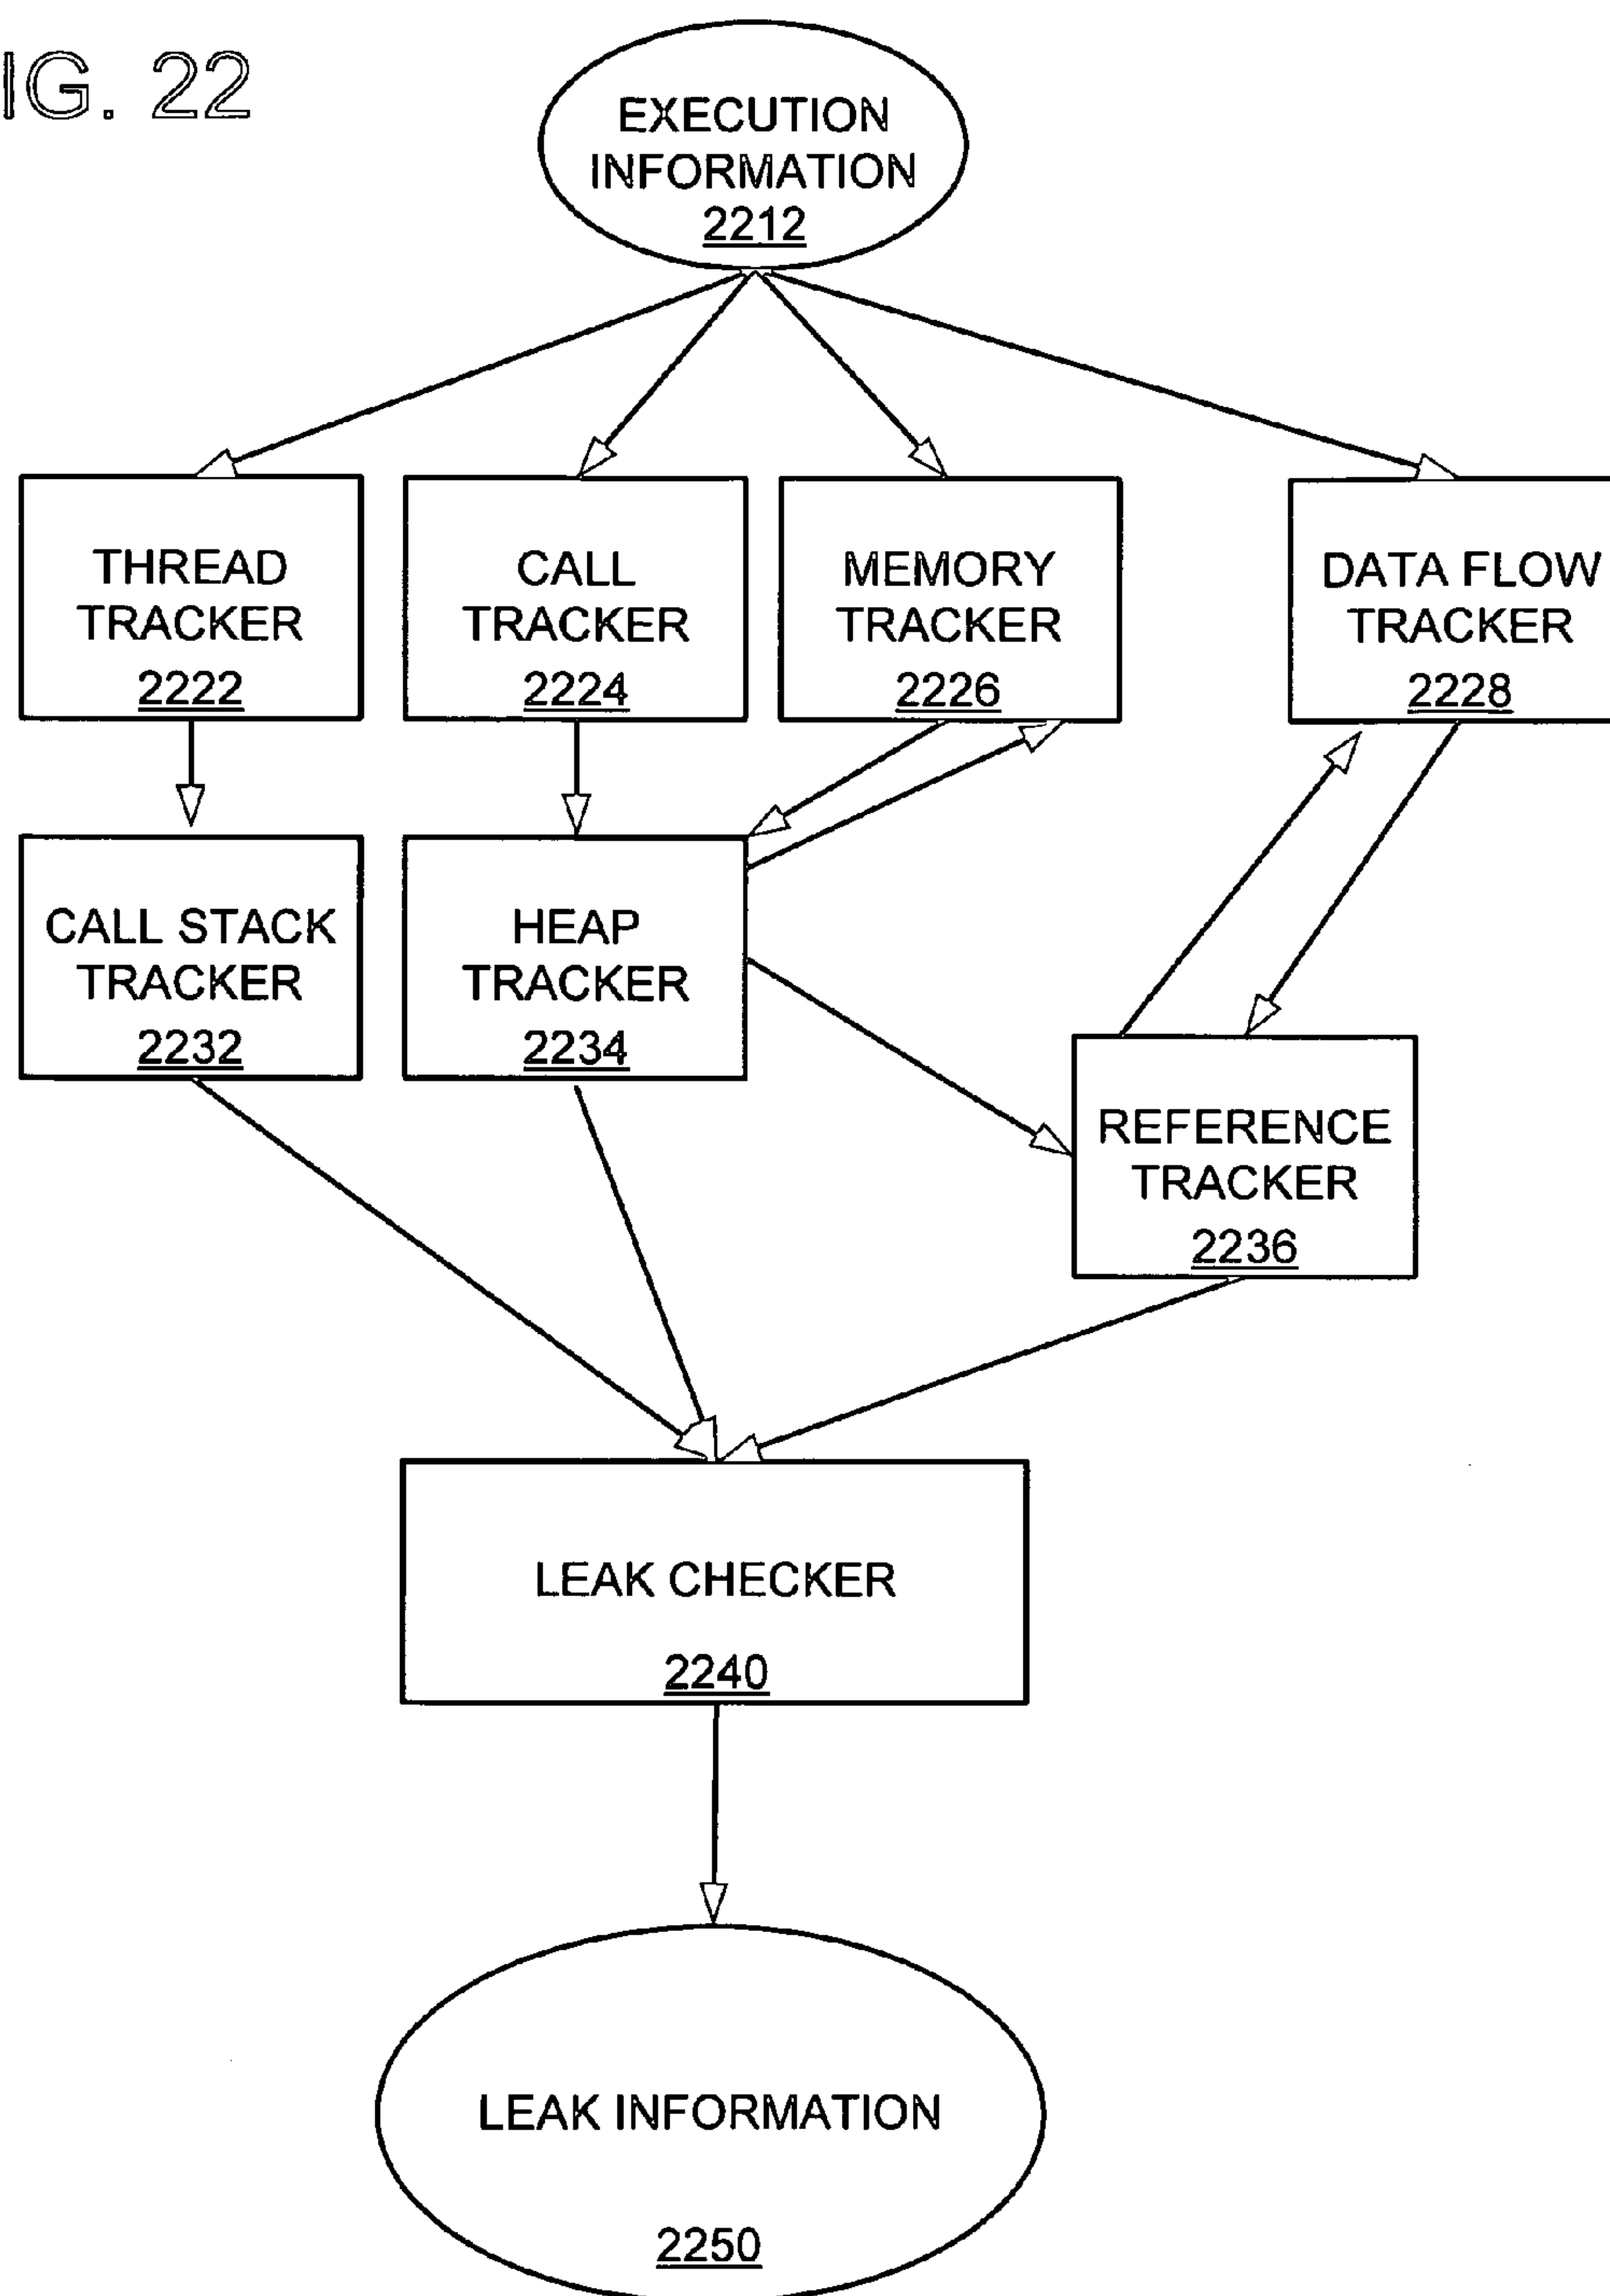 IG. 22
EXECUTION
INFORMATION
2212
THREAD
TRACKER
2222
CALL
TRACKER
2224
MEMORY
TRACKER
2226
DATA FLOW
TRACKER
2228
CALL STACK
TRACKER
2232
HEAP
TRACKER
2234
REFERENCE
TRACKER
2236
LEAK CHECKER
2240
LEAK INFORMATION
2250